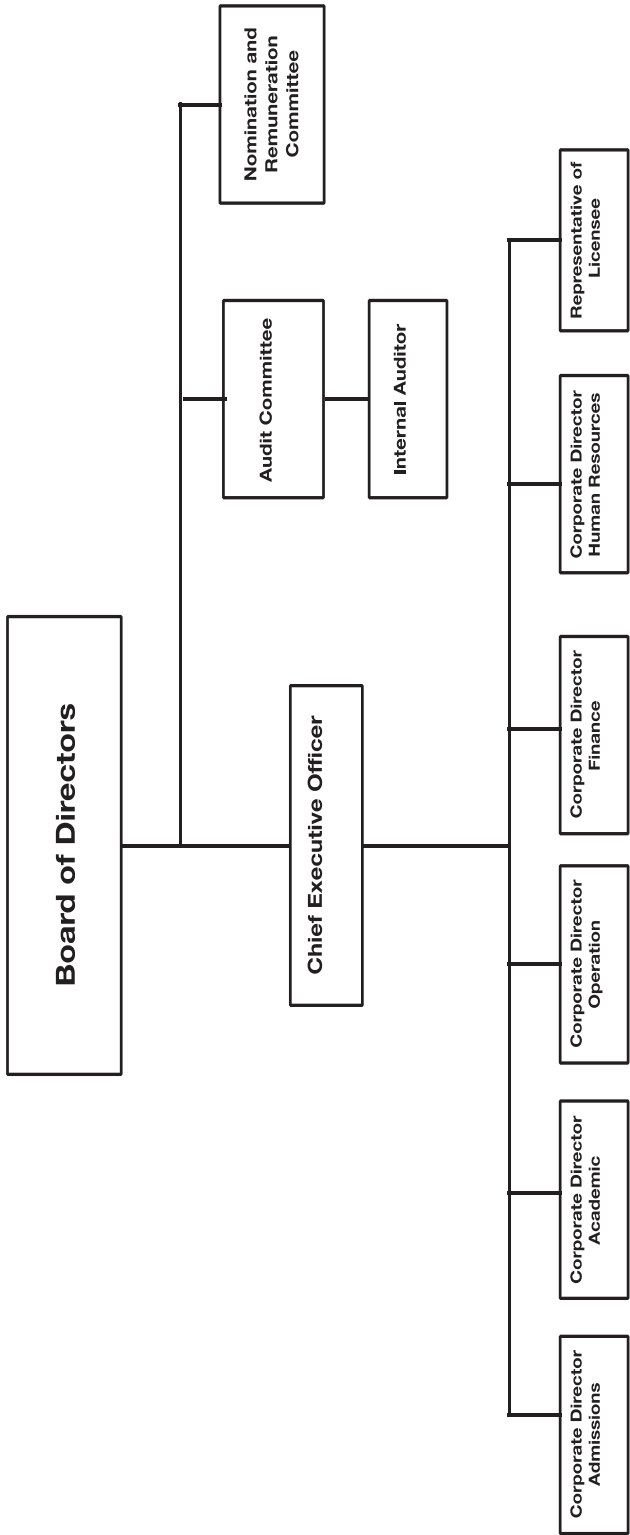 Board of Directors
Nomination and
Remuneration
Committee
Audit Committee
Internal Auditor
Chief Executive Officer
Corporate Director
Admissions
Corporate Director
Academic
Corporate Director
Operation
Corporate Director
Finance
Corporate Director
Human Resources
Representative of
Licensee